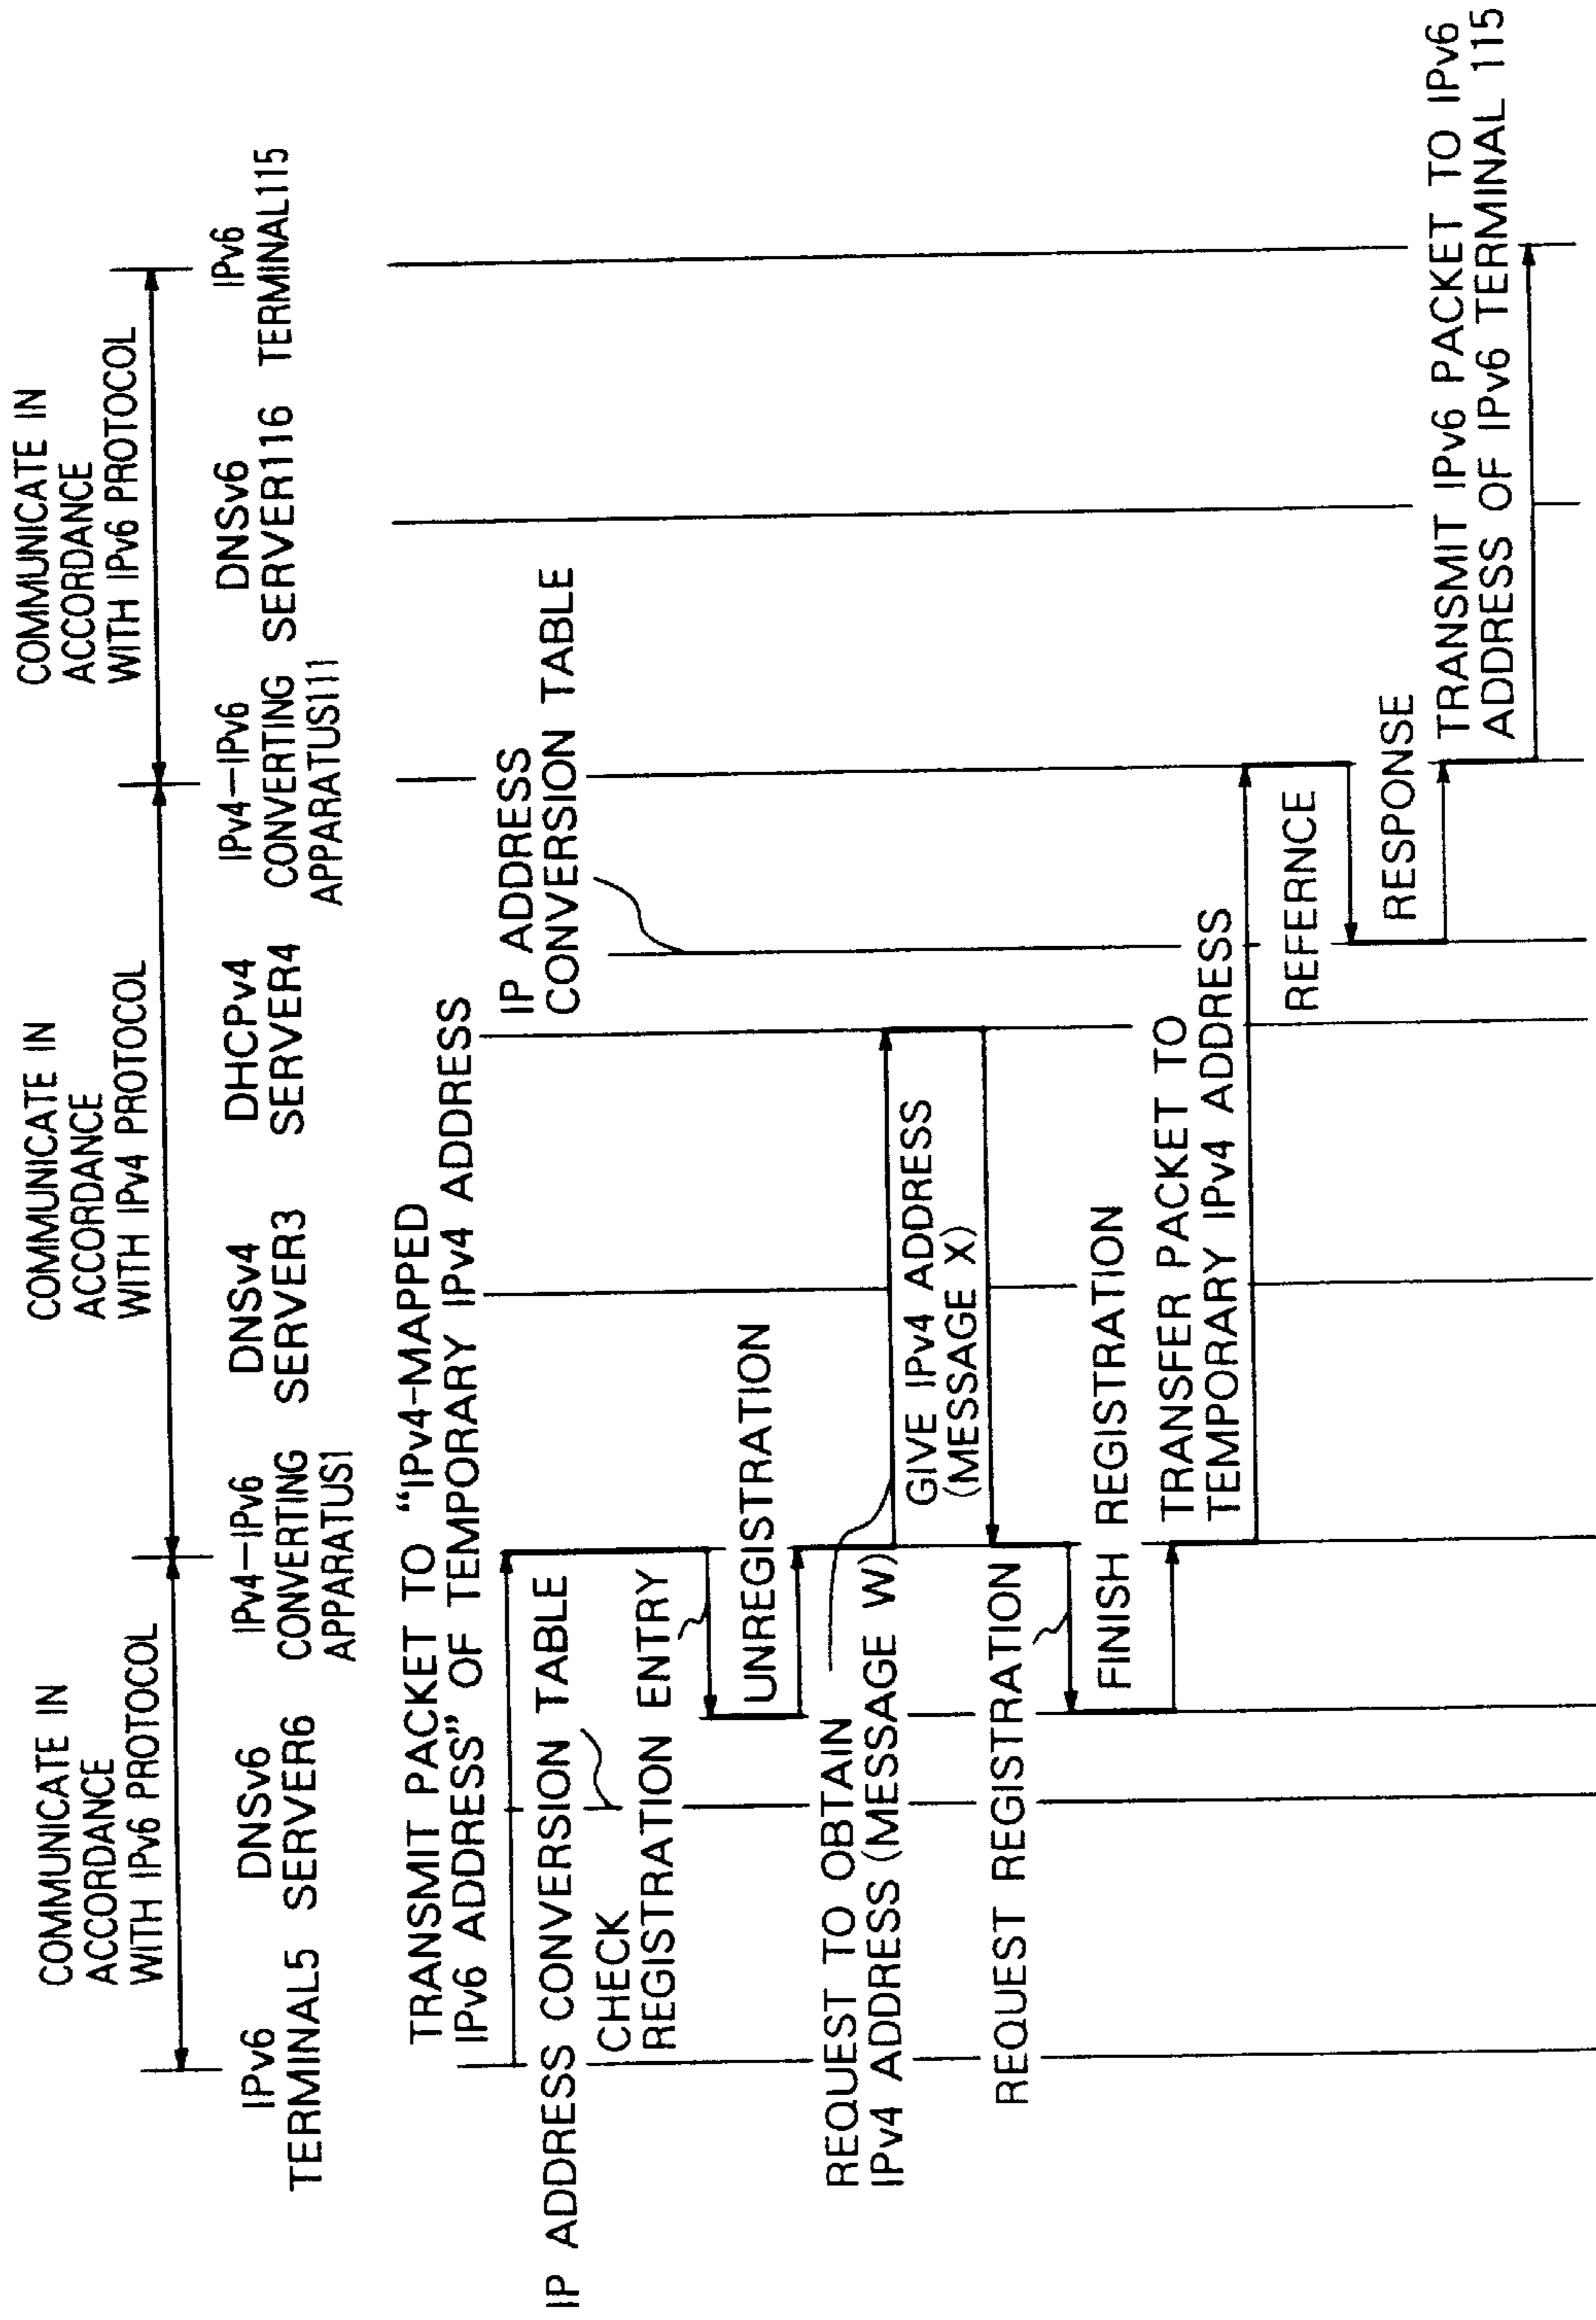 COMMUNICATE IN
ACCORDANCE
WITH IPv6 PROTOCOL
COMMUNICATE IN
ACCORDANCE
WITH IPv4 PROTOCOL
COMMUNICATE IN
ACCORDANCE
WITH IPv6 PROTOCOL
IPv6
TERMINAL5
DNSv6
SERVER6
IPv4-IPv6
CONVERTING
APPARATUS1
DNSv4
SERVER3
DHCPv4
SERVER4
IPv4-IPv6
CONVERTING
APPARATUS111
DNSv6
SERVER116
IPv6
TERMINAL115
TRANSMIT PACKET TO "IPv4-MAPPED
IPv6 ADDRESS" OF TEMPORARY IPv4 ADDRESS
IP ADDRESS
CONVERSION TABLE
IP ADDRESS CONVERSION TABLE
CHECK
REGISTRATION ENTRY
UNREGISTRATION
REQUEST TO OBTAIN
IPv4 ADDRESS (MESSAGE W)
GIVE IPv4 ADDRESS
(MESSAGE X)
REQUEST REGISTRATION
FINISH REGISTRATION
TRANSFER PACKET TO
TEMPORARY IPv4 ADDRESS
REFERNCE
RESPONSE
TRANSMIT IPv6 PACKET TO IPv6
ADDRESS OF IPv6 TERMINAL 115